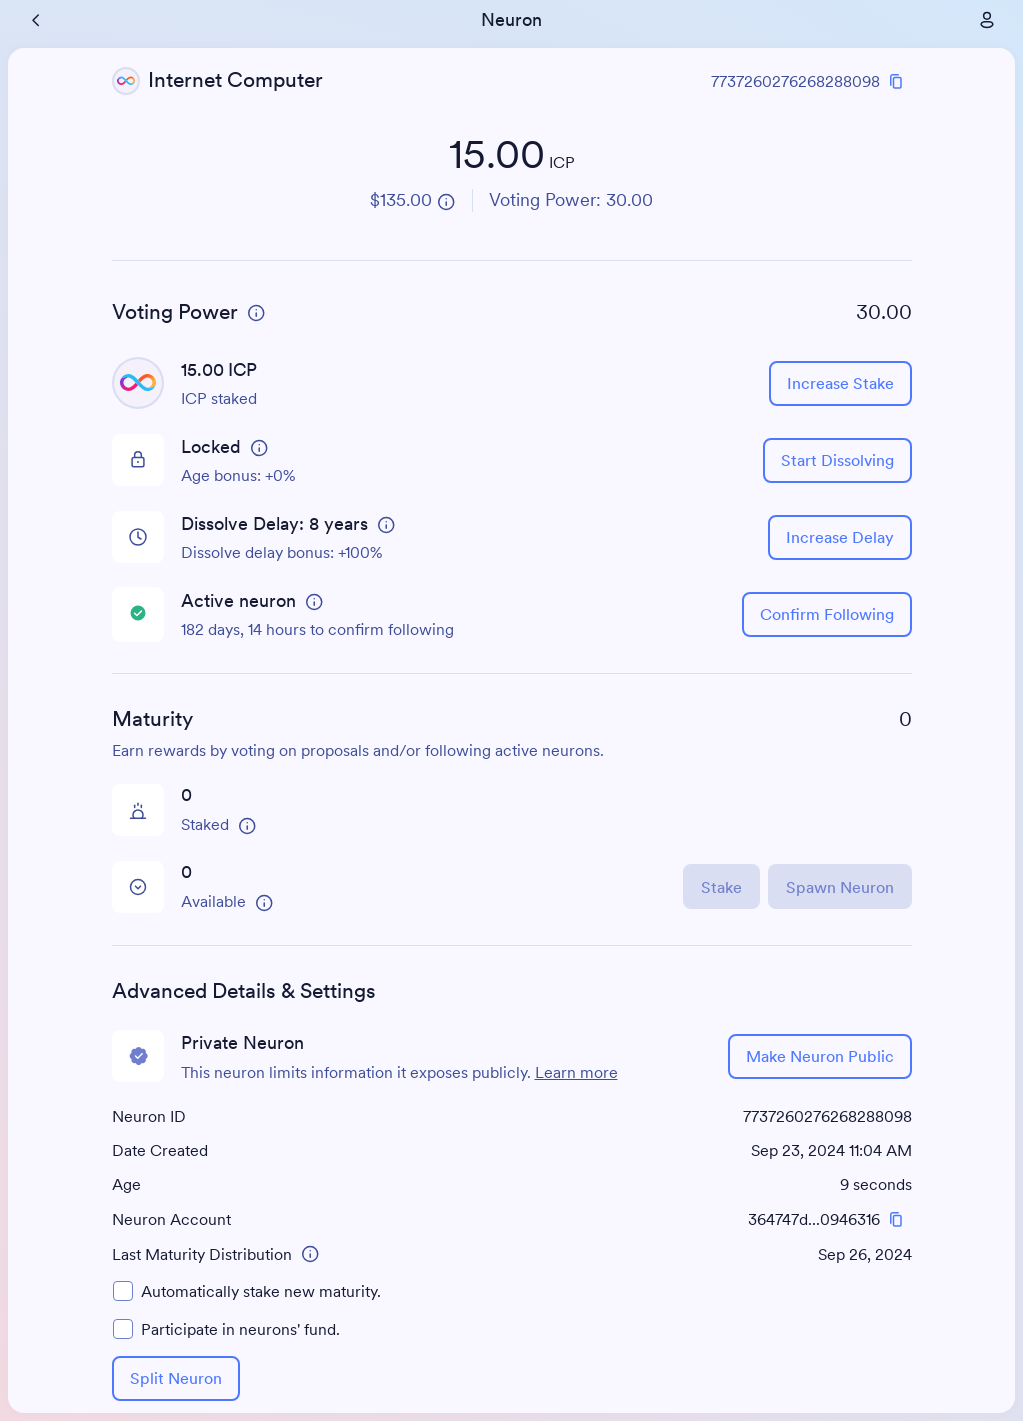 Neuron
Internet Computer
7737260276268288098
15.00 ICP
$135.00
Voting Power: 30.00
Voting Power
30.00
15.00 ICP
ICP staked
Increase Stake
Locked
Age bonus: +0%
Start Dissolving
Dissolve Delay: 8 years
Dissolve delay bonus: +100%
Increase Delay
Active neuron
182 days, 14 hours to confirm following
Confirm Following
Maturity
0
Earn rewards by voting on proposals and/or following active neurons.
0
Staked
0
Available
Stake
Spawn Neuron
Advanced Details & Settings
Private Neuron
This neuron limits information it exposes publicly. Learn more
Make Neuron Public
Neuron ID
7737260276268288098
Date Created
Sep 23, 2024 11:04 AM
Age
9 seconds
Neuron Account
364747d...0946316
Last Maturity Distribution
Sep 26, 2024
Automatically stake new maturity.
Participate in neurons' fund.
Split Neuron